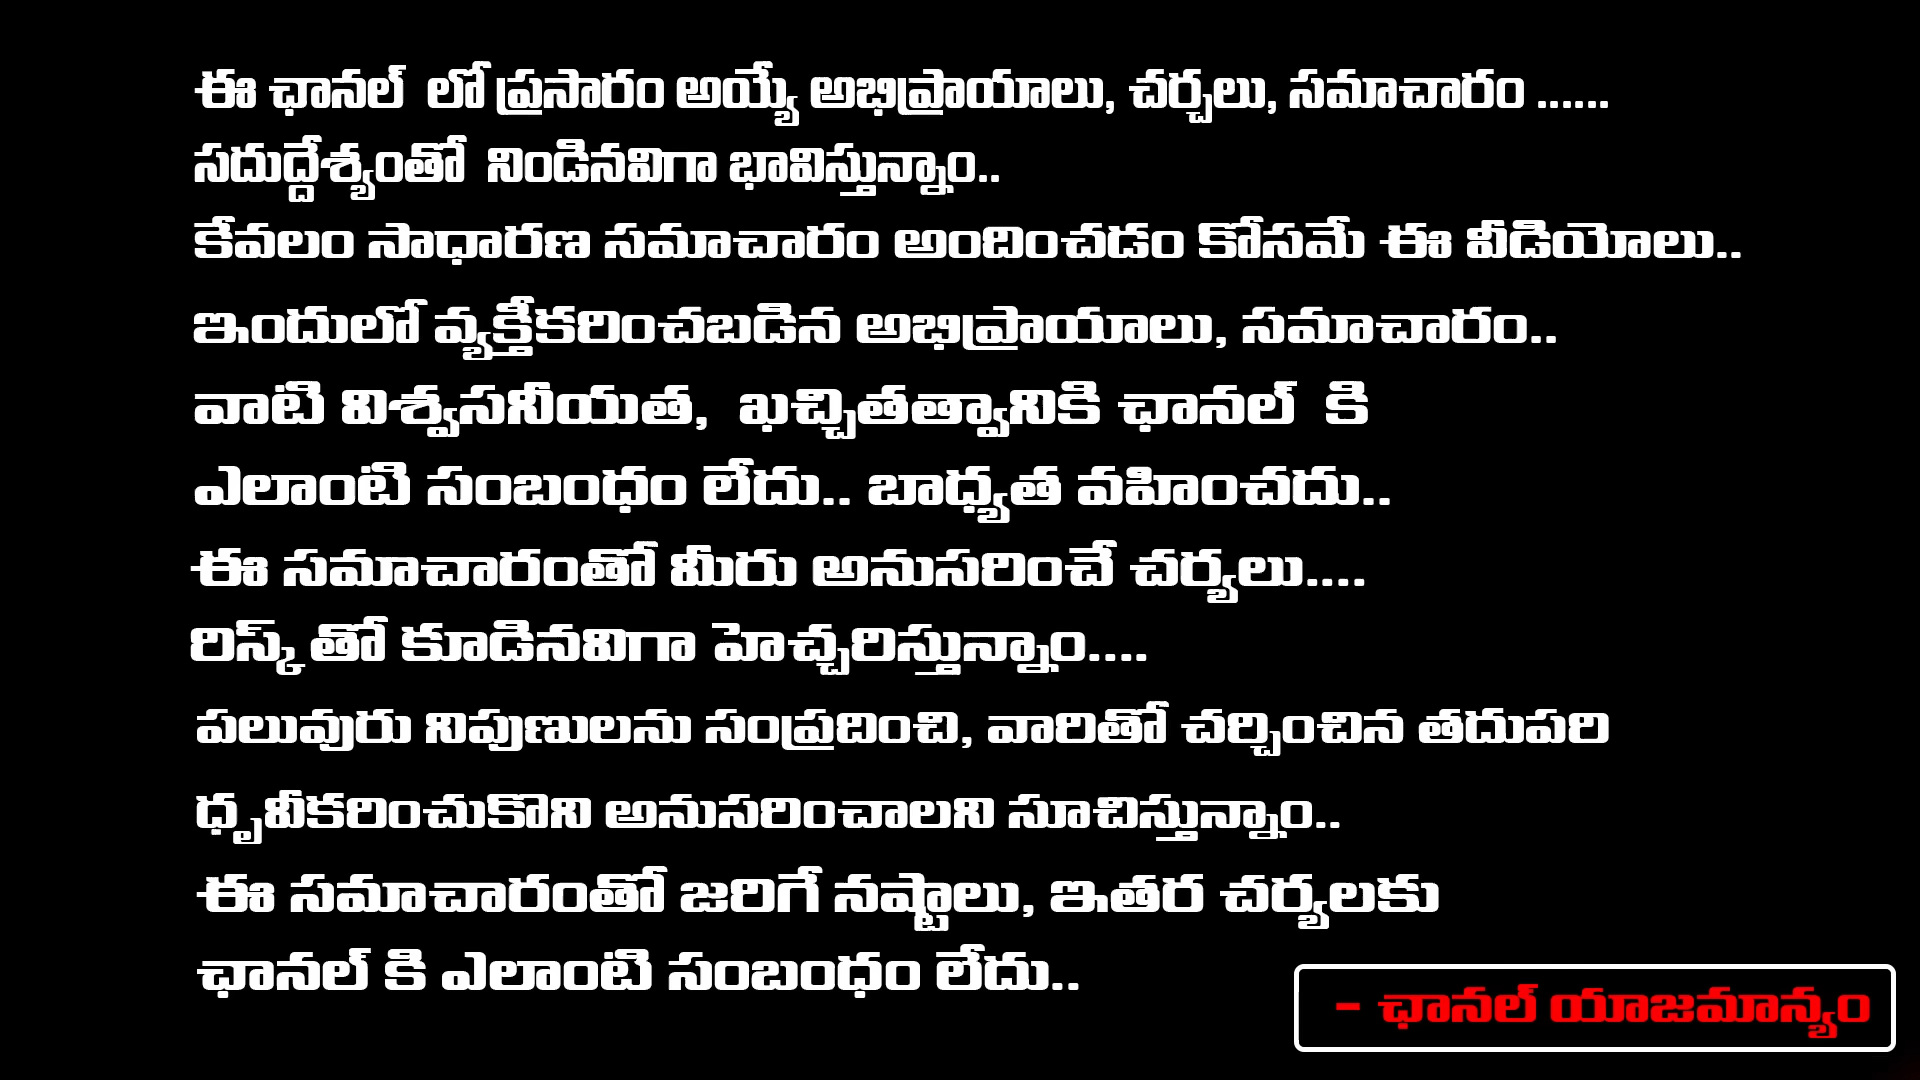 ఈ ఛానల్ లో ప్రసారం అయ్యే అభిప్రాయాలు, చర్చలు, సమాచారం ......
సదుద్దేశ్యంతో నిండినవిగా భావిస్తున్నాం..
కేవలం సాధారణ సమాచారం అందించడం కోసమే ఈ వీడియోలు..
ఇందులో వ్యక్తీకరించబడిన అభిప్రాయాలు, సమాచారం..
వాటి విశ్వసనీయత, ఖచ్చితత్వానికి ఛానల్ కి
ఎలాంటి సంబంధం లేదు.. బాధ్యత వహించదు..
ఈ సమాచారంతో మీరు అనుసరించే చర్యలు....
రిస్క్ తో కూడినవిగా హెచ్చరిస్తున్నాం....
పలువురు నిపుణులను సంప్రదించి, వారితో చర్చించిన తదుపరి
ధృవీకరించుకొని అనుసరించాలని సూచిస్తున్నాం..
ఈ సమాచారంతో జరిగే నష్టాలు, ఇతర చర్యలకు
ఛానల్ కి ఎలాంటి సంబంధం లేదు..
- ఛానల్ యాజమాన్యం